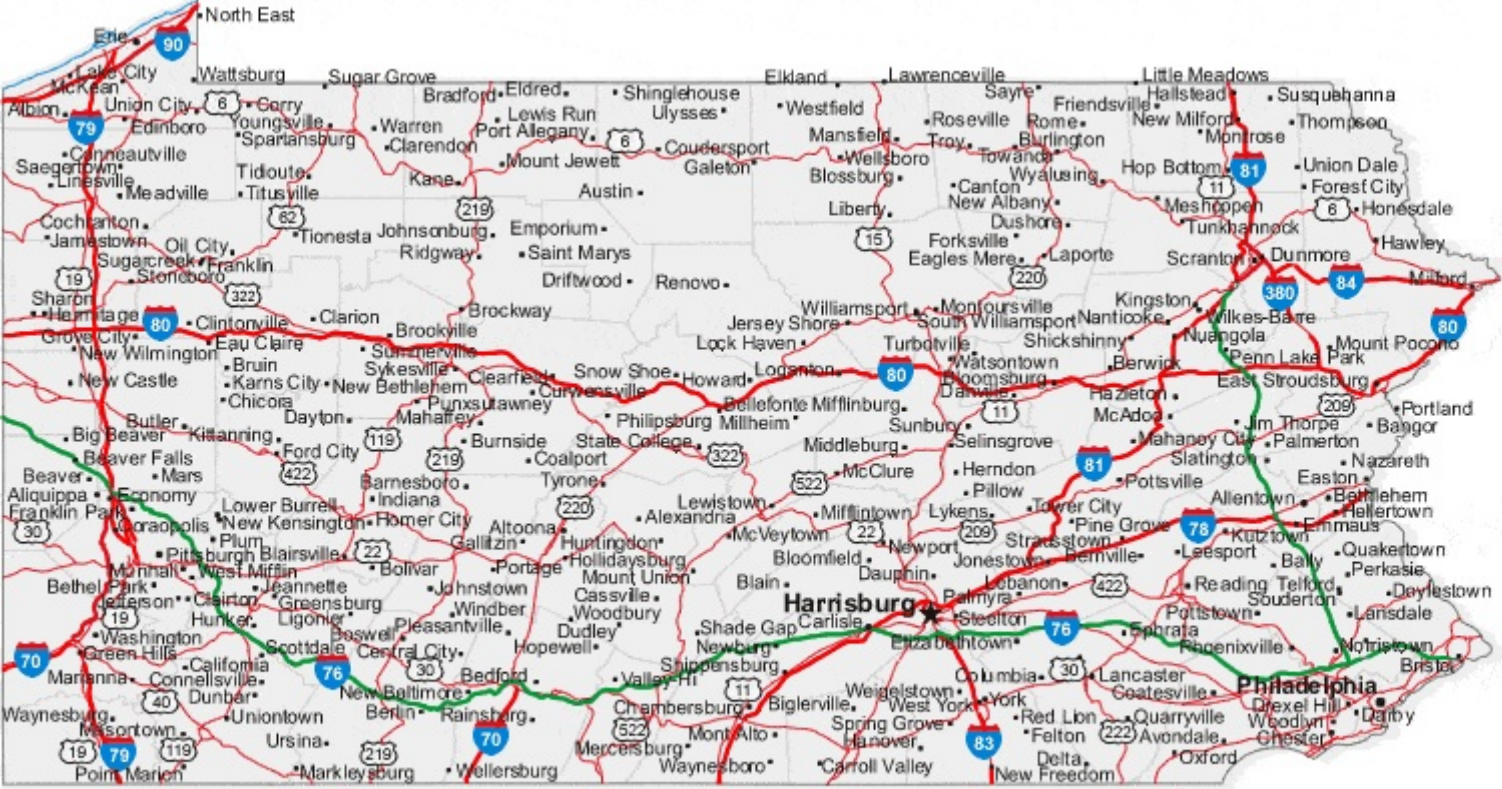 North East
Erie
90
Lake City
McKean
Wattsburg
Sugar Grove
Elkland
Lawrenceville
Little Meadows
Albion
Union City
6
Corry
Bradford
Eldred
Shinglehouse
Ulysses
Westfield
Sayre
Friendsville
Hallstead
Susquehanna
79
Edinboro
Youngsville
Spartansburg
Warren
Clarendon
Lewis Run
Port Allegany
6
Coudersport
Mansfield
Roseville
Rome
New Milford
Thompson
Montrose
Conneautville
Saegertown
Linesville
Meadville
Tidioute
Titusville
Kane
Mount Jewett
Galeton
Wellsboro
Blossburg
Troy
Burlington
Towanda
Wyalusing
Hop Bottom
81
Union Dale
Austin
Canton
New Albany
11
Forest City
62
219
Liberty
Dushore
Meshoppen
6
Honesdale
Cochranton
Jamestown
Tionesta
Johnsonburg
Emporium
15
Forksville
Tunkhannock
Hawley
Oil City
Sugarcreek
Franklin
Stoneboro
Ridgway
Saint Marys
Eagles Mere
Laporte
Scranton
Dunmore
19
322
Driftwood
Renovo
220
380
84
Milford
Sharon
Hermitage
80
Clintonville
Clarion
Brockway
Williamsport
Montoursville
South Williamsport
Kingston
Nanticoke
Wilkes-Barre
80
Grove City
Eau Claire
Brookville
Jersey Shore
Lock Haven
Turbotville
Shickshinny
Nuangola
Mount Pocono
New Wilmington
Summerville
Bruin
Sykesville
Clearfield
Snow Shoe
Howard
Loganton
80
Watsontown
Berwick
Penn Lake Park
New Castle
Karns City
New Bethlehem
Curwensville
Bloomsburg
Danville
Hazleton
East Stroudsburg
Chicora
Punxsutawney
Bellefonte
Mifflinburg
11
209
Portland
Butler
Dayton
Mahaffey
Philipsburg
Millheim
Sunbury
McAdoo
Jim Thorpe
Bangor
Big Beaver
Kittanning
119
Burnside
State College
Middleburg
Selinsgrove
Mahanoy City
Palmerton
Beaver Falls
Ford City
219
Coalport
322
81
Slatington
Nazareth
Beaver
Mars
422
Barnesboro
Tyrone
522
McClure
Herndon
Pottsville
Easton
Aliquippa
Economy
Indiana
Pillow
Allentown
Bethlehem
Franklin Park
Lower Burrell
220
Lewistown
Mifflintown
Lykens
Tower City
Hellertown
30
Coraopolis
New Kensington
Homer City
Altoona
Alexandria
22
209
Pine Grove
78
Emmaus
Plum
Gallitzin
Huntingdon
McVeytown
Newport
Strausstown
Kutztown
Pittsburgh
Blairsville
22
Bloomfield
Jonestown
Bernville
Leesport
Quakertown
Munhall
West Mifflin
Bolivar
Portage
Hollidaysburg
Mount Union
Dauphin
Bally
Perkasie
Bethel Park
Jeannette
Johnstown
Cassville
Blain
Lebanon
422
Reading
Telford
Doylestown
Jefferson
Clairton
Greensburg
Windber
Woodbury
Harrisburg
Palmyra
Souderton
19
Hunker
Ligonier
Pleasantville
Dudley
Shade Gap
Carlisle
Steelton
76
Pottstown
Lansdale
Washington
Boswell
Hopewell
Newburg
Elizabethtown
Ephrata
Phoenixville
Norristown
70
Green Hills
Scottdale
Central City
Shippensburg
Bristol
Marianna
California
Connellsville
76
30
Bedford
Valley-Hi
Columbia
30
Lancaster
40
Dunbar
New Baltimore
11
Weigelstown
Coatesville
Philadelphia
Waynesburg
Uniontown
Berlin
Rainsburg
Chambersburg
Biglerville
West York
York
Drexel Hill
Darby
Masontown
522
Spring Grove
Red Lion
Quarryville
Woodlyn
19
79
119
Ursina
219
70
Mercersburg
Mont Alto
Hanover
83
Felton
222
Avondale
Chester
Point Marion
Markleysburg
Wellersburg
Waynesboro
Carroll Valley
Delta
New Freedom
Oxford